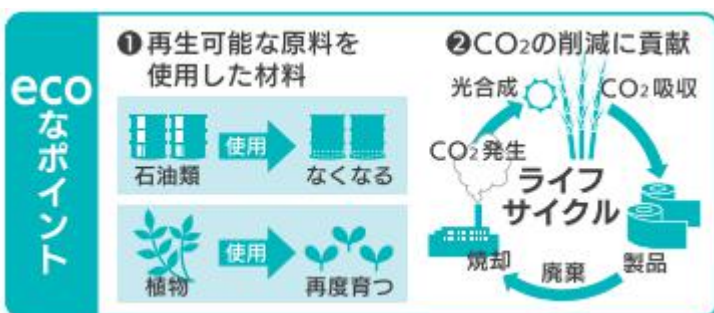 ecoなポイント
❶再生可能な原料を
使用した材料
石油類
使用
なくなる
植物
使用
再度育つ
❷CO₂の削減に貢献
光合成
CO₂吸収
CO₂発生
ライフ
サイクル
焼却
廃棄
製品